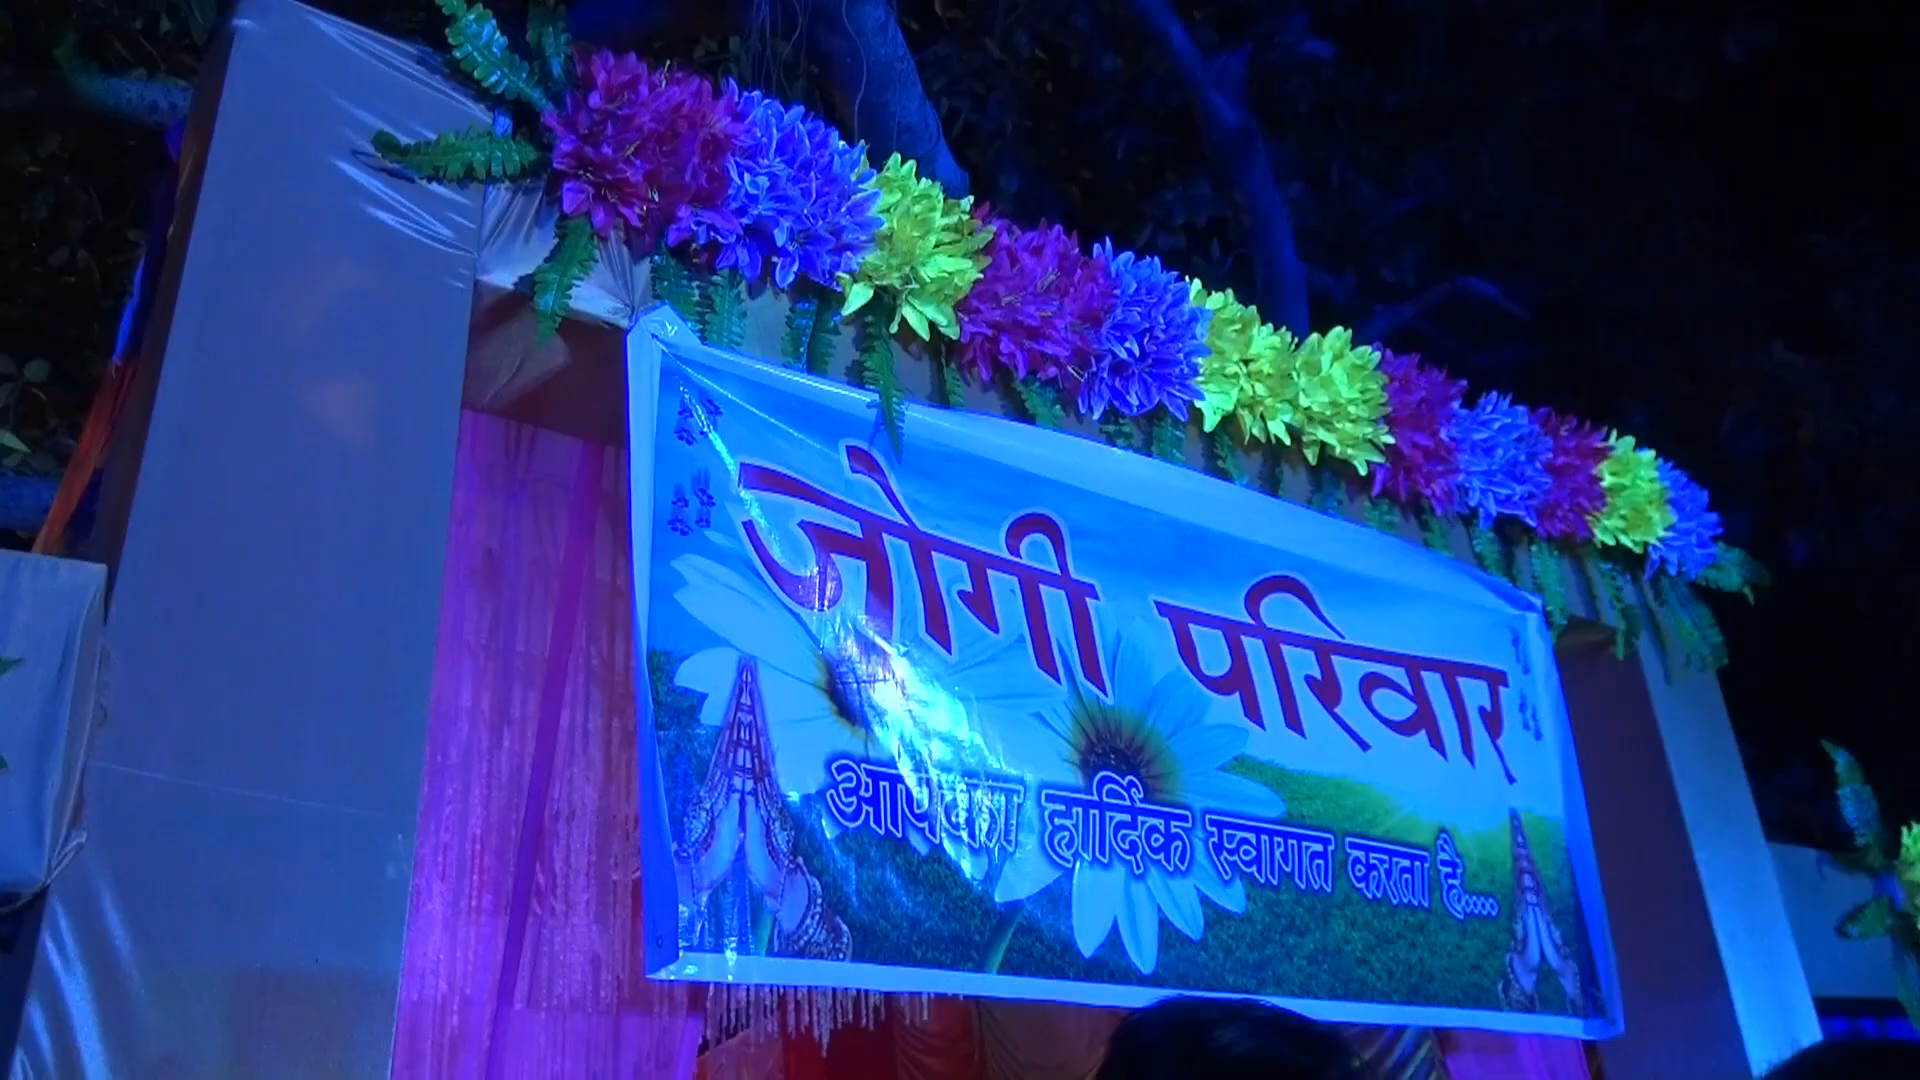 जोगी परिवार
आपका हार्दिक स्वागत करता है....